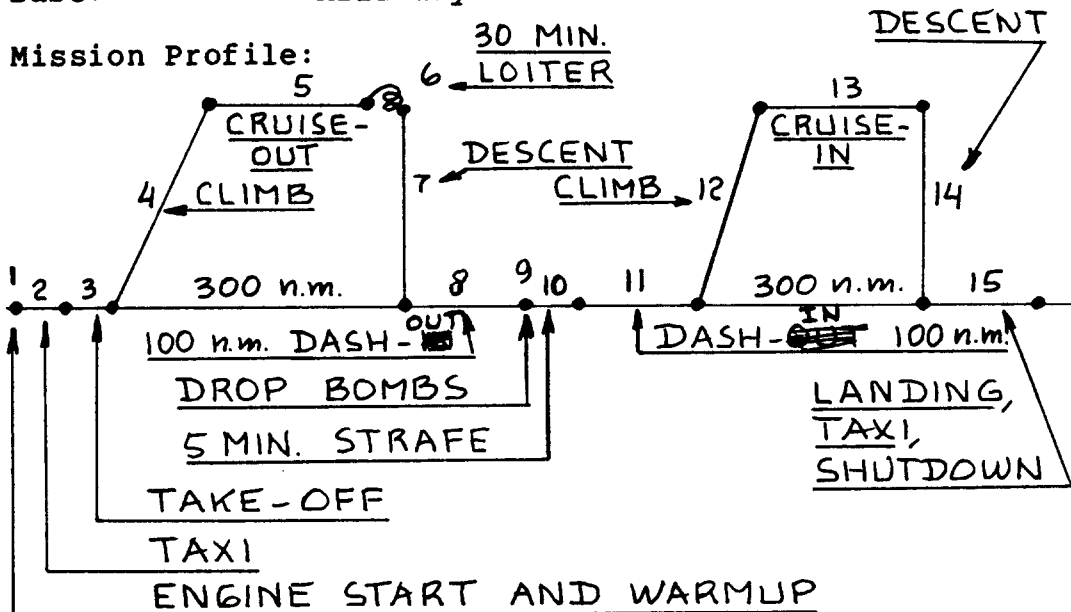 Mission Profile:
30 MIN.
LOITER
6
DESCENT
5
CRUISE-
OUT
13
CRUISE-
IN
4
CLIMB
7
DESCENT
CLIMB
12
14
1
2
3
300 n.m.
8
9
10
11
300 n.m.
15
100 n.m. DASH-OUT
DASH-IN 100 n.m.
DROP BOMBS
5 MIN. STRAFE
LANDING,
TAXI,
SHUTDOWN
TAKE-OFF
TAXI
ENGINE START AND WARMUP